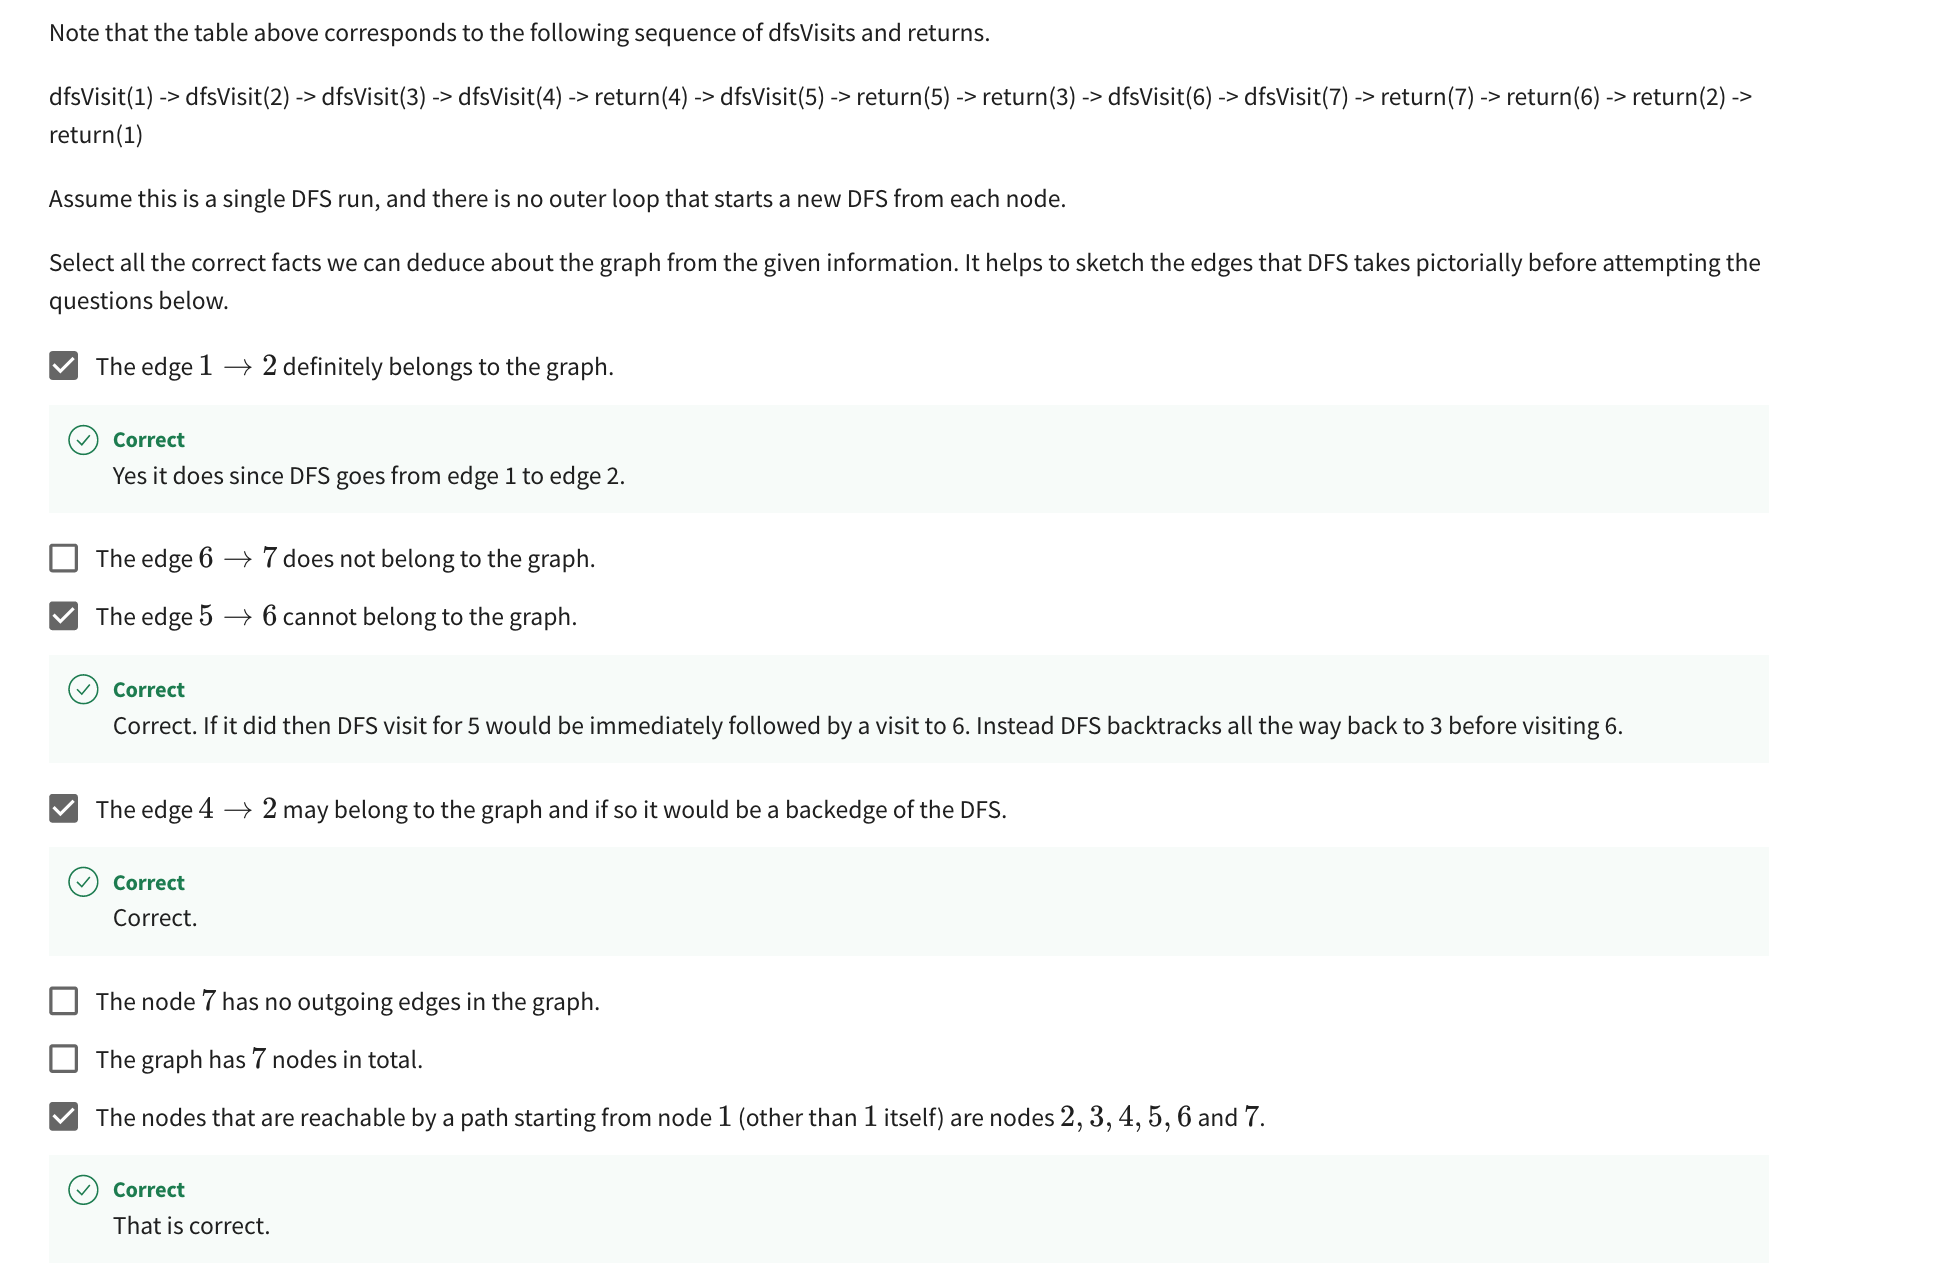 Note that the table above corresponds to the following sequence of dfsVisits and returns.
dfsVisit(1) -> dfsVisit(2) -> dfsVisit(3) -> dfsVisit(4) -> return(4) -> dfsVisit(5) -> return(5) -> return(3) -> dfsVisit(6) -> dfsVisit(7) -> return(7) -> return(6) -> return(2) ->
return(1)
Assume this is a single DFS run, and there is no outer loop that starts a new DFS from each node.
Select all the correct facts we can deduce about the graph from the given information. It helps to sketch the edges that DFS takes pictorially before attempting the
questions below.
The edge 1 → 2 definitely belongs to the graph.
Correct
Yes it does since DFS goes from edge 1 to edge 2.
The edge 6 → 7 does not belong to the graph.
The edge 5 → 6 cannot belong to the graph.
Correct
Correct. If it did then DFS visit for 5 would be immediately followed by a visit to 6. Instead DFS backtracks all the way back to 3 before visiting 6.
The edge 4 → 2 may belong to the graph and if so it would be a backedge of the DFS.
Correct
Correct.
The node 7 has no outgoing edges in the graph.
The graph has 7 nodes in total.
The nodes that are reachable by a path starting from node 1 (other than 1 itself) are nodes 2, 3, 4, 5, 6 and 7.
Correct
That is correct.